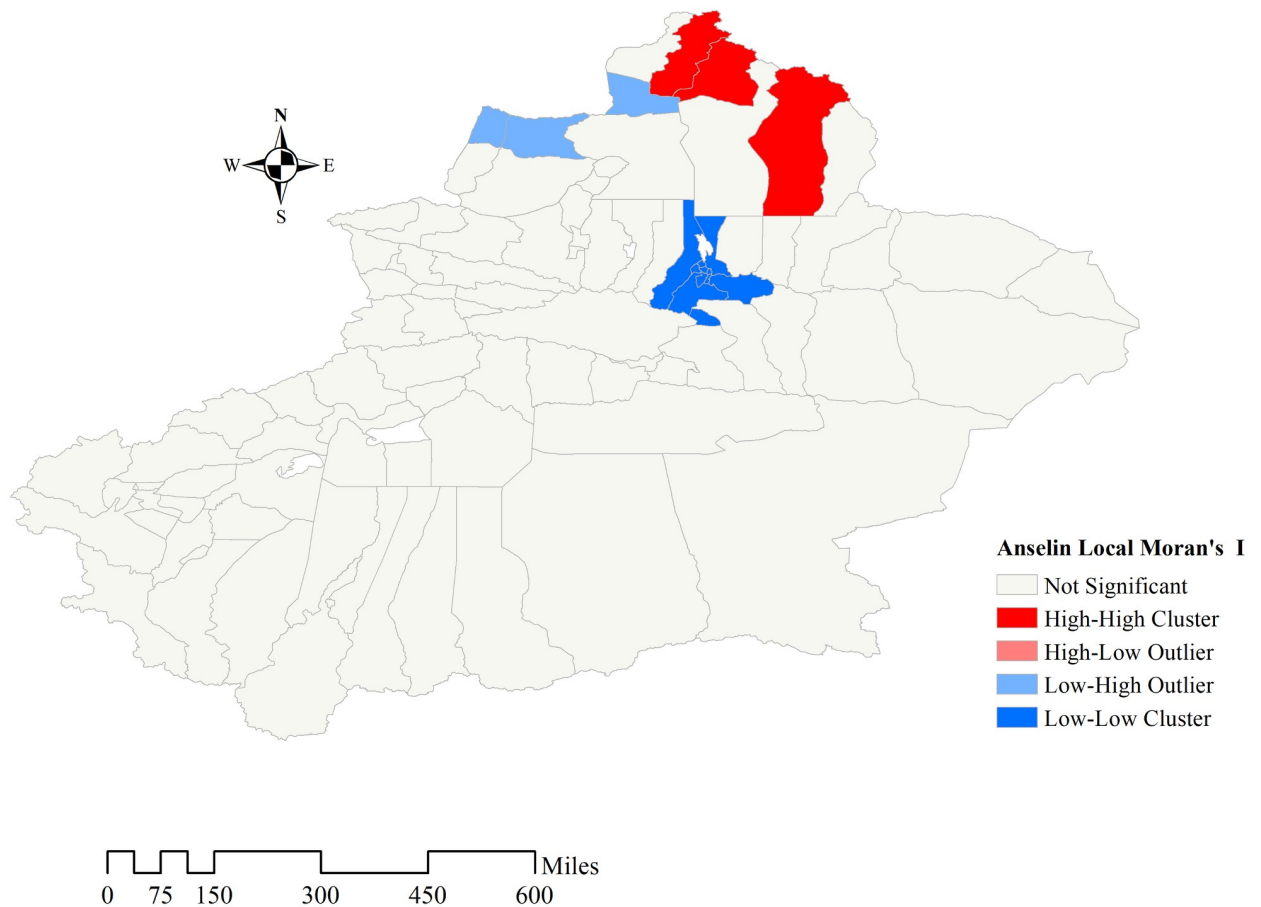 N
W E
S
Anselin Local Moran's I
Not Significant
High-High Cluster
High-Low Outlier
Low-High Outlier
Low-Low Cluster
Miles
0 75 150 300 450 600